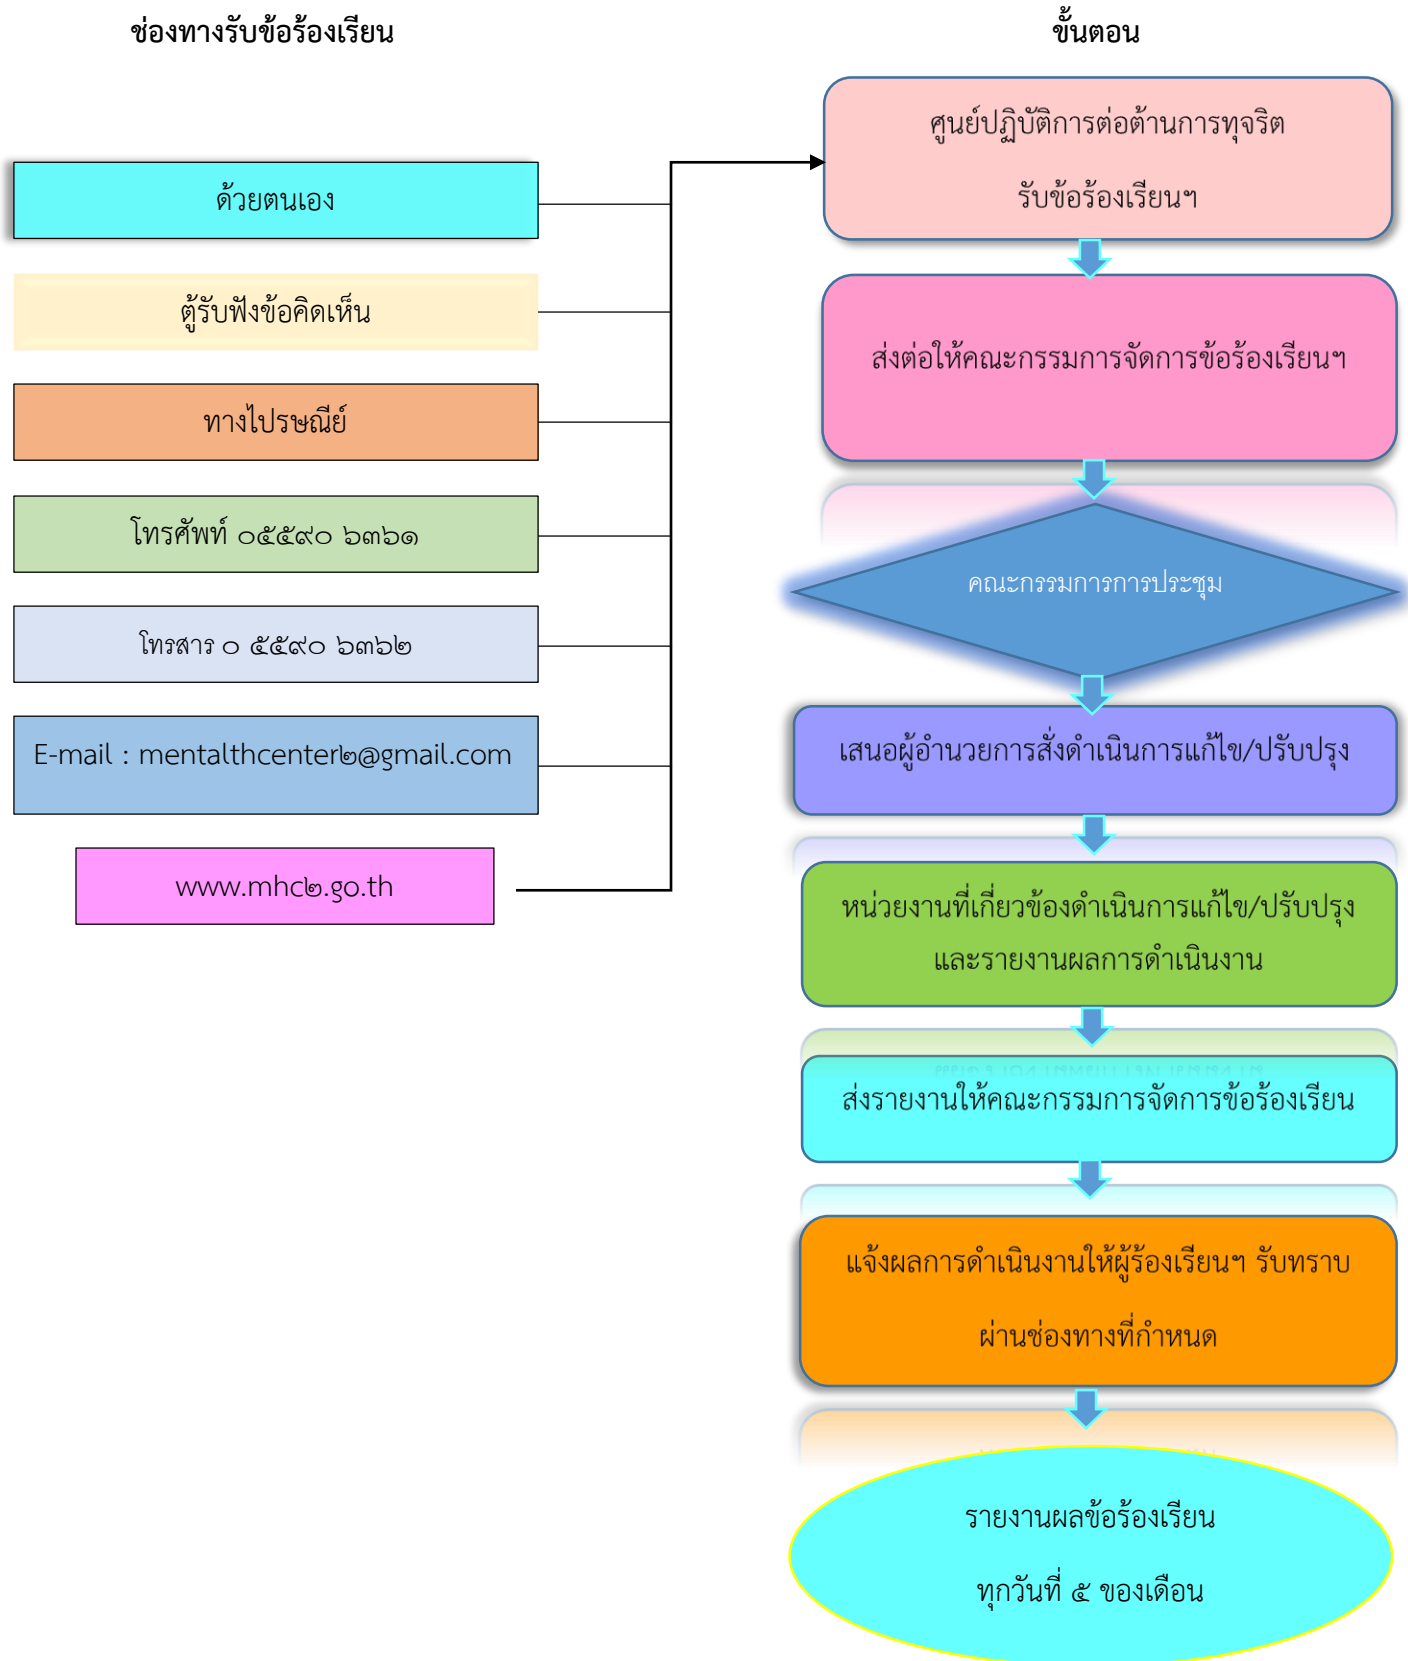 ช่องทางรับข้อร้องเรียน
ด้วยตนเอง
ตู้รับฟังข้อคิดเห็น
ทางไปรษณีย์
โทรศัพท์ ๐๕๕๙๐ ๖๓๖๑
โทรสาร ๐ ๕๕๙๐ ๖๓๖๒
E-mail : mentalthcenter๒@gmail.com
www.mhc๒.go.th
ขั้นตอน
ศูนย์ปฏิบัติการต่อต้านการทุจริต
รับข้อร้องเรียนฯ
ส่งต่อให้คณะกรรมการจัดการข้อร้องเรียนฯ
คณะกรรมการการประชุม
เสนอผู้อำนวยการสั่งดำเนินการแก้ไข/ปรับปรุง
หน่วยงานที่เกี่ยวข้องดำเนินการแก้ไข/ปรับปรุง
และรายงานผลการดำเนินงาน
ส่งรายงานให้คณะกรรมการจัดการข้อร้องเรียน
แจ้งผลการดำเนินงานให้ผู้ร้องเรียนฯ รับทราบ
ผ่านช่องทางที่กำหนด
รายงานผลข้อร้องเรียน
ทุกวันที่ ๕ ของเดือน